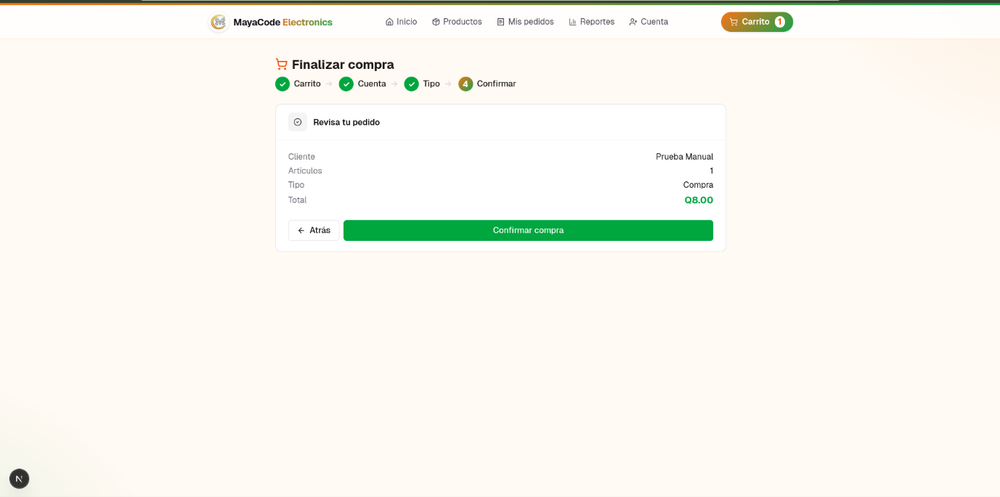 MayaCode Electronics
Inicio
Productos
Mis pedidos
Reportes
Cuenta
Carrito 1
Finalizar compra
Carrito → Cuenta → Tipo → 4 Confirmar
Revisa tu pedido
Cliente Prueba Manual
Artículos 1
Tipo Compra
Total Q8.00
← Atrás
Confirmar compra
N